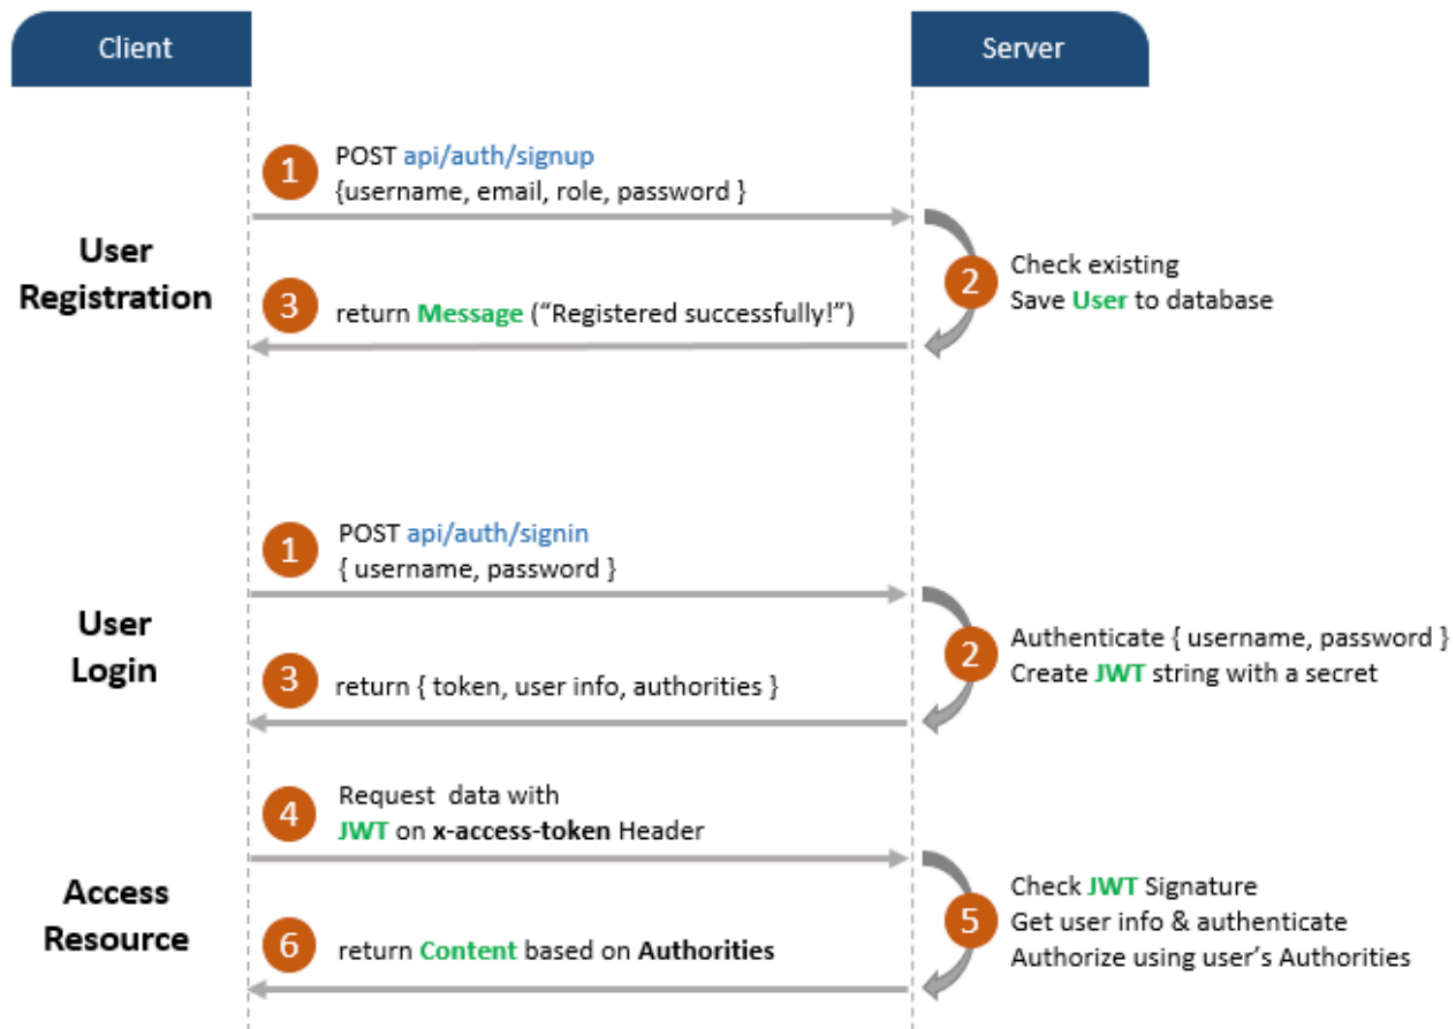 Client
Server
1
POST api/auth/signup
{username, email, role, password }
User
Registration
2
Check existing
Save User to database
3
return Message (“Registered successfully!”)
1
POST api/auth/signin
{ username, password }
User
Login
2
Authenticate { username, password }
Create JWT string with a secret
3
return { token, user info, authorities }
4
Request  data with
JWT on x-access-token Header
Access
Resource
5
Check JWT Signature
Get user info & authenticate
Authorize using user’s Authorities
6
return Content based on Authorities